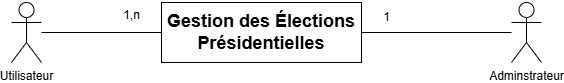 1,n
Gestion des Élections
Présidentielles
1
Utilisateur
Adminstrateur